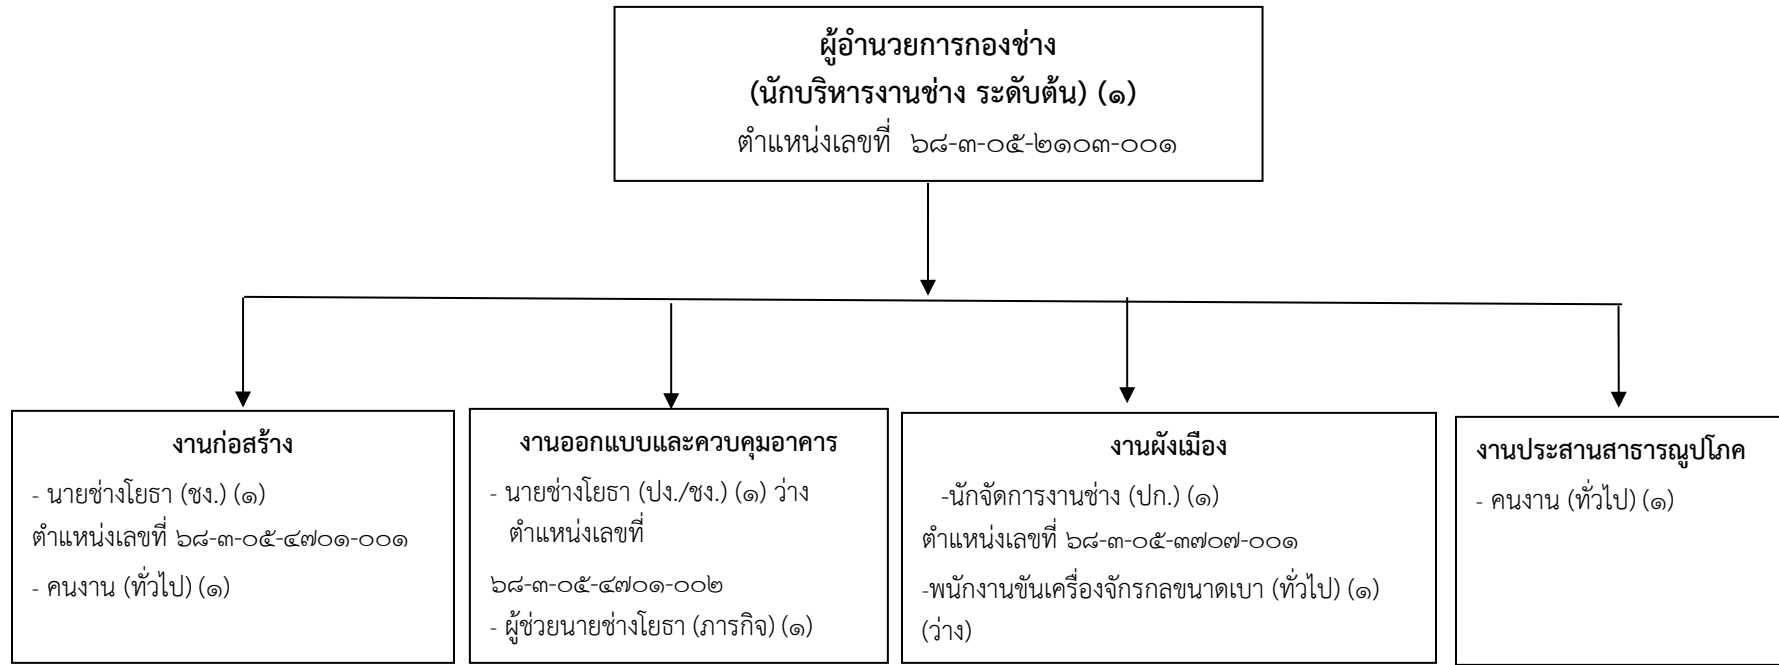 ผู้อำนวยการกองช่าง
(นักบริหารงานช่าง ระดับต้น) (๑)
ตำแหน่งเลขที่ ๖๘-๓-๐๕-๒๑๐๓-๐๐๑
งานก่อสร้าง
- นายช่างโยธา (ชง.) (๑)
ตำแหน่งเลขที่ ๖๘-๓-๐๕-๔๗๐๑-๐๐๑
- คนงาน (ทั่วไป) (๑)
งานออกแบบและควบคุมอาคาร
- นายช่างโยธา (ปง./ชง.) (๑) ว่าง
ตำแหน่งเลขที่
๖๘-๓-๐๕-๔๗๐๑-๐๐๒
- ผู้ช่วยนายช่างโยธา (ภารกิจ) (๑)
งานผังเมือง
-นักจัดการงานช่าง (ปก.) (๑)
ตำแหน่งเลขที่ ๖๘-๓-๐๕-๓๗๐๗-๐๐๑
-พนักงานขันเครื่องจักรกลขนาดเบา (ทั่วไป) (๑)
(ว่าง)
งานประสานสาธารณูปโภค
- คนงาน (ทั่วไป) (๑)